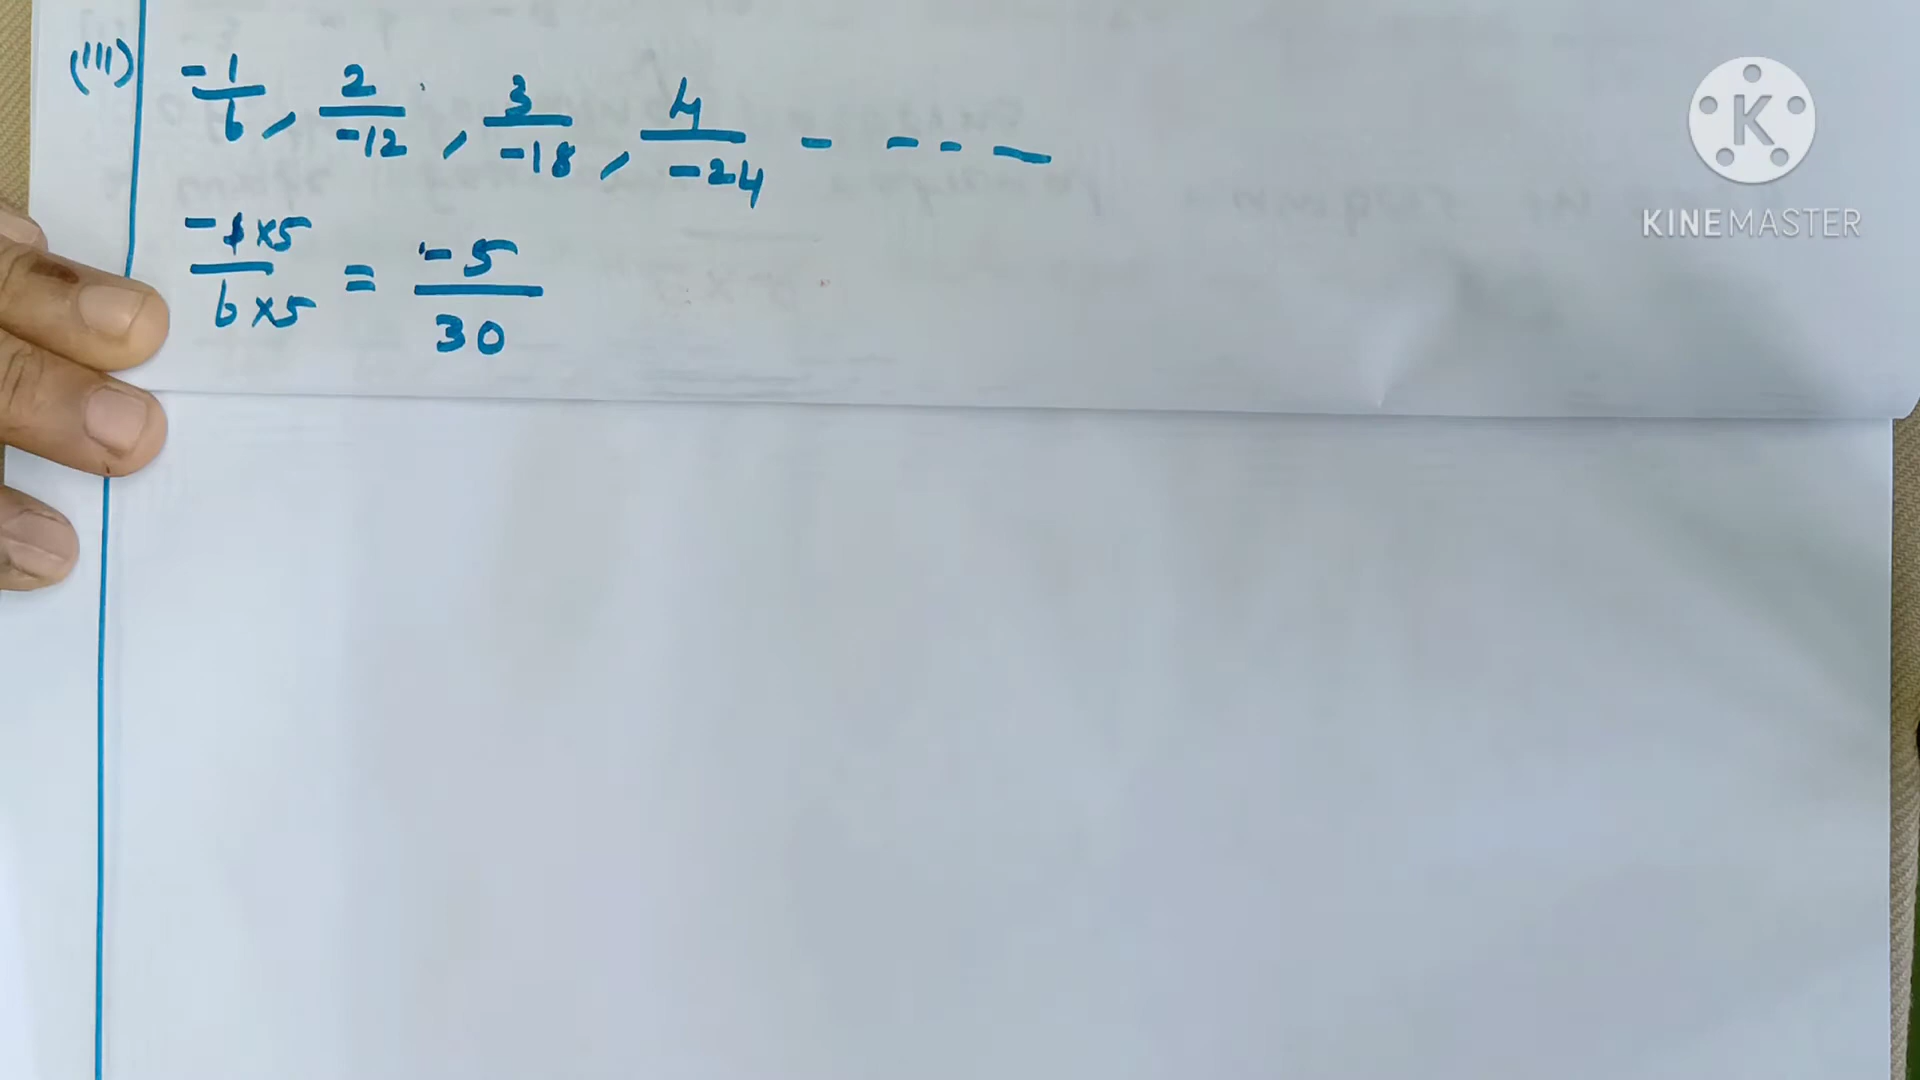 (III) -1/6, 2/-12, 3/-18, 4/-24 - - - -
-1×5/6×5 = -5/30
KINEMASTER